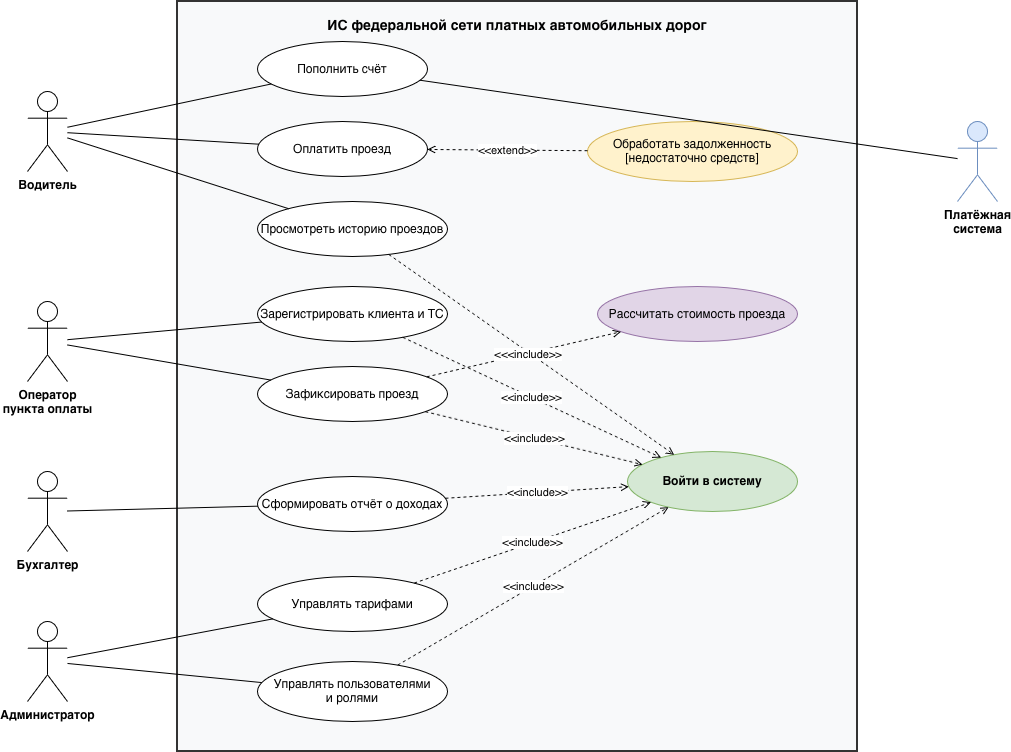 ИС федеральной сети платных автомобильных дорог
Пополнить счёт
Водитель
Оплатить проезд
<<extend>>
Обработать задолженность
[недостаточно средств]
Платёжная
система
Просмотреть историю проездов
Зарегистрировать клиента и ТС
Рассчитать стоимость проезда
<<<include>>
Оператор
пункта оплаты
Зафиксировать проезд
<<include>>
<<include>>
Войти в систему
Сформировать отчёт о доходах
<<include>>
Бухгалтер
<<include>>
<<include>>
Управлять тарифами
Администратор
Управлять пользователями
и ролями